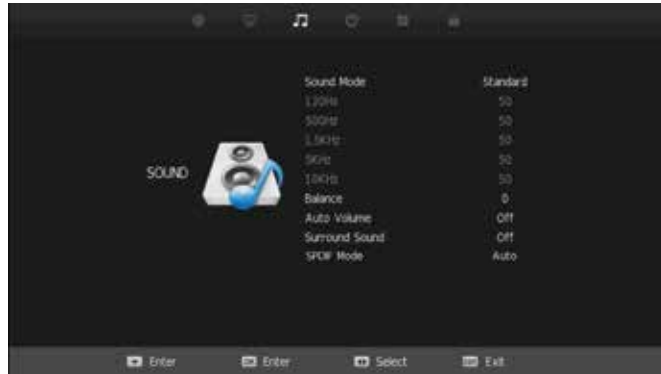 Sound Mode Standard
120Hz 50
500Hz 50
1.5KHz 50
5KHz 50
10KHz 50
SOUND
Balance 0
Auto Volume Off
Surround Sound Off
SPDIF Mode Auto
Enter Enter Select Exit